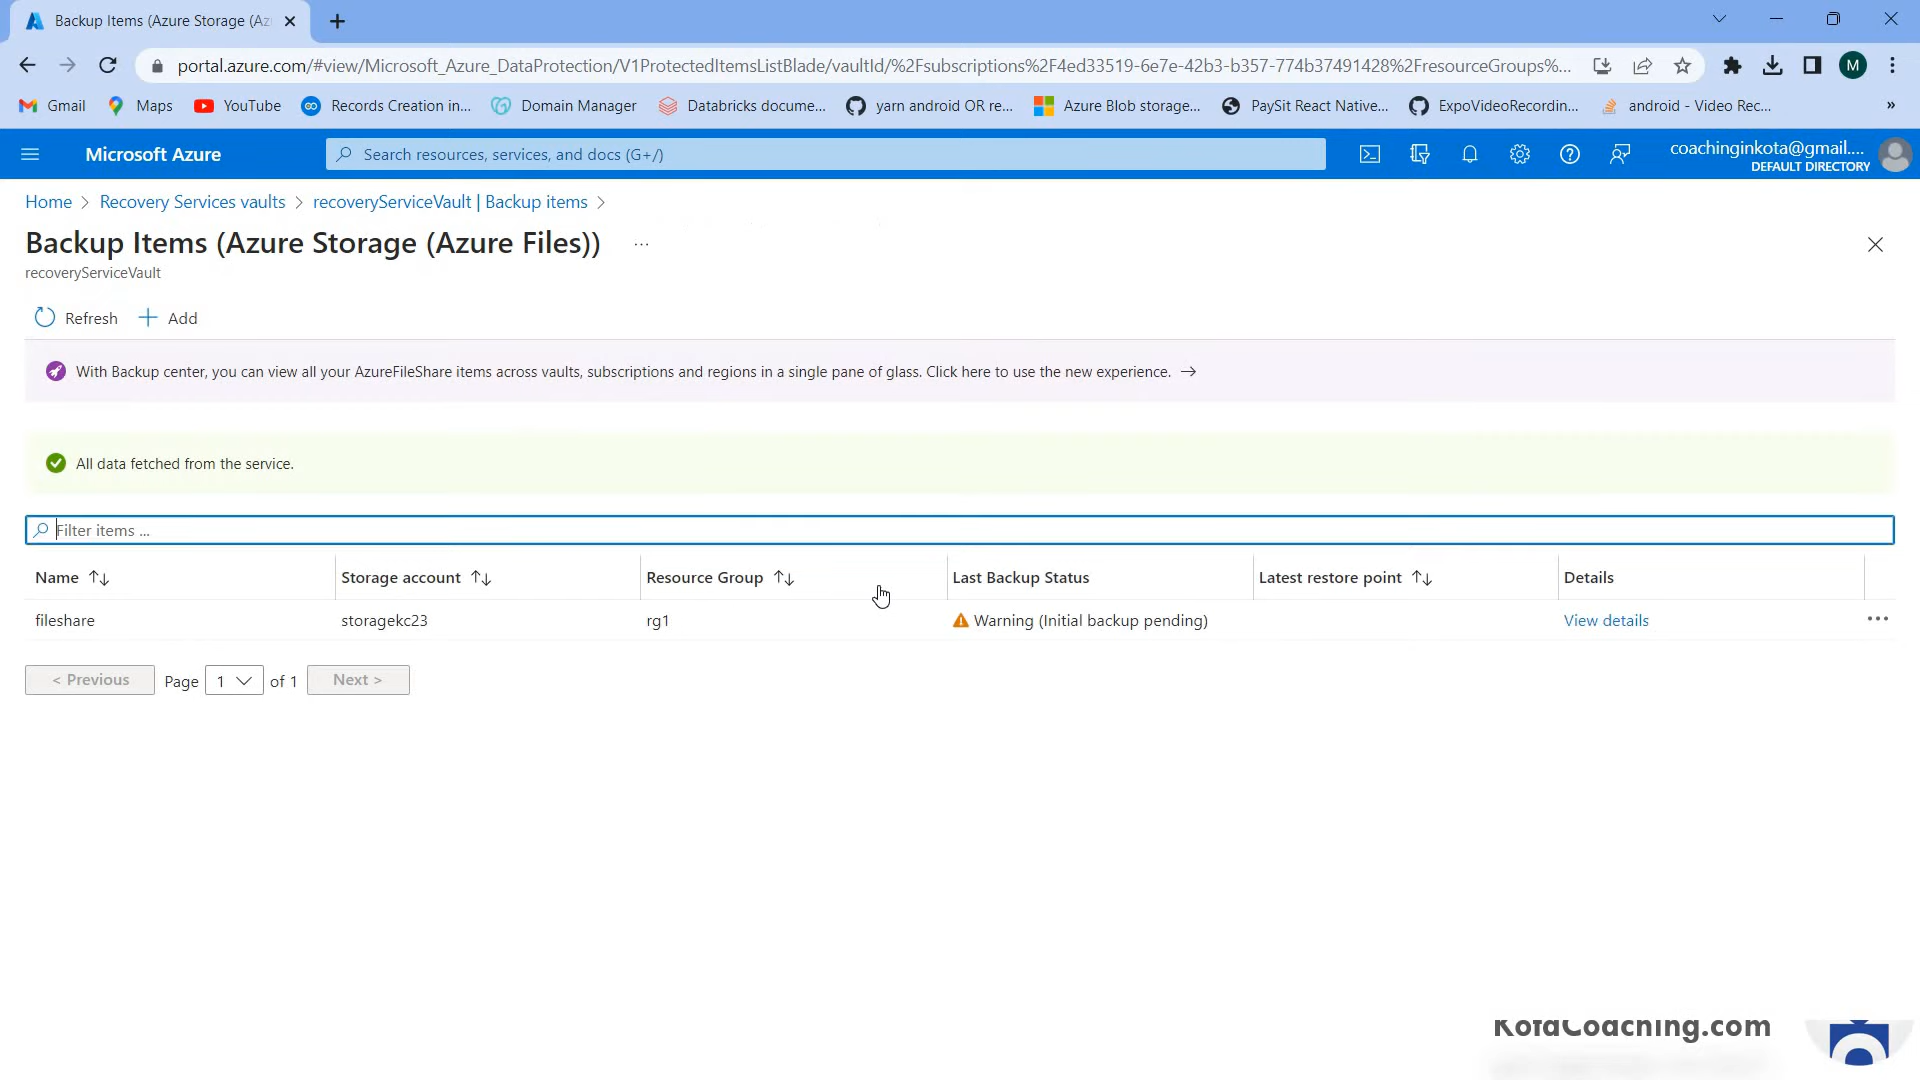 Backup Items (Azure Storage (Az
portal.azure.com/#view/Microsoft_Azure_DataProtection/V1ProtectedItemsListBlade/vaultId/%2Fsubscriptions%2F4ed33519-6e7e-42b3-b357-774b37491428%2FresourceGroups%...
M
Gmail Maps YouTube Records Creation in... Domain Manager Databricks docume... yarn android OR re... Azure Blob storage... PaySit React Native... ExpoVideoRecordin... android - Video Rec... »
Microsoft Azure
Search resources, services, and docs (G+/)
coachinginkota@gmail....
DEFAULT DIRECTORY
Home > Recovery Services vaults > recoveryServiceVault | Backup items >
Backup Items (Azure Storage (Azure Files)) ...
recoveryServiceVault
Refresh + Add
With Backup center, you can view all your AzureFileShare items across vaults, subscriptions and regions in a single pane of glass. Click here to use the new experience. →
All data fetched from the service.
Filter items ...
Name ↑↓ Storage account ↑↓ Resource Group ↑↓ Last Backup Status Latest restore point ↑↓ Details
fileshare storagekc23 rg1 Warning (Initial backup pending) View details ...
< Previous Page 1 of 1 Next >
KotaCoaching.com